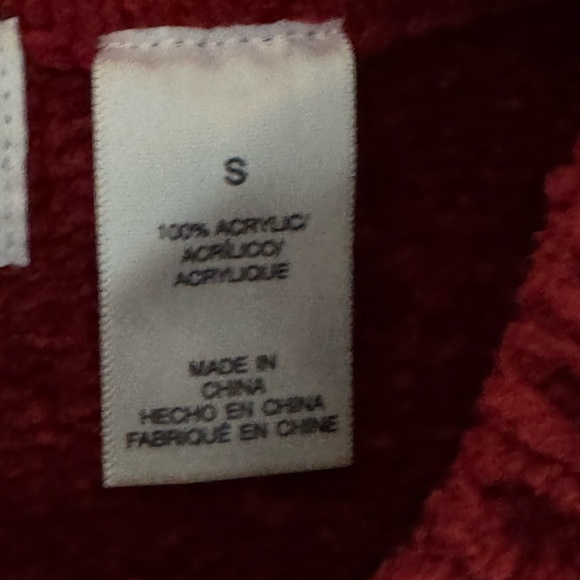 S
100% ACRYLIC/
ACRÍLICO/
ACRYLIQUE
MADE IN
CHINA
HECHO EN CHINA
FABRIQUÉ EN CHINE